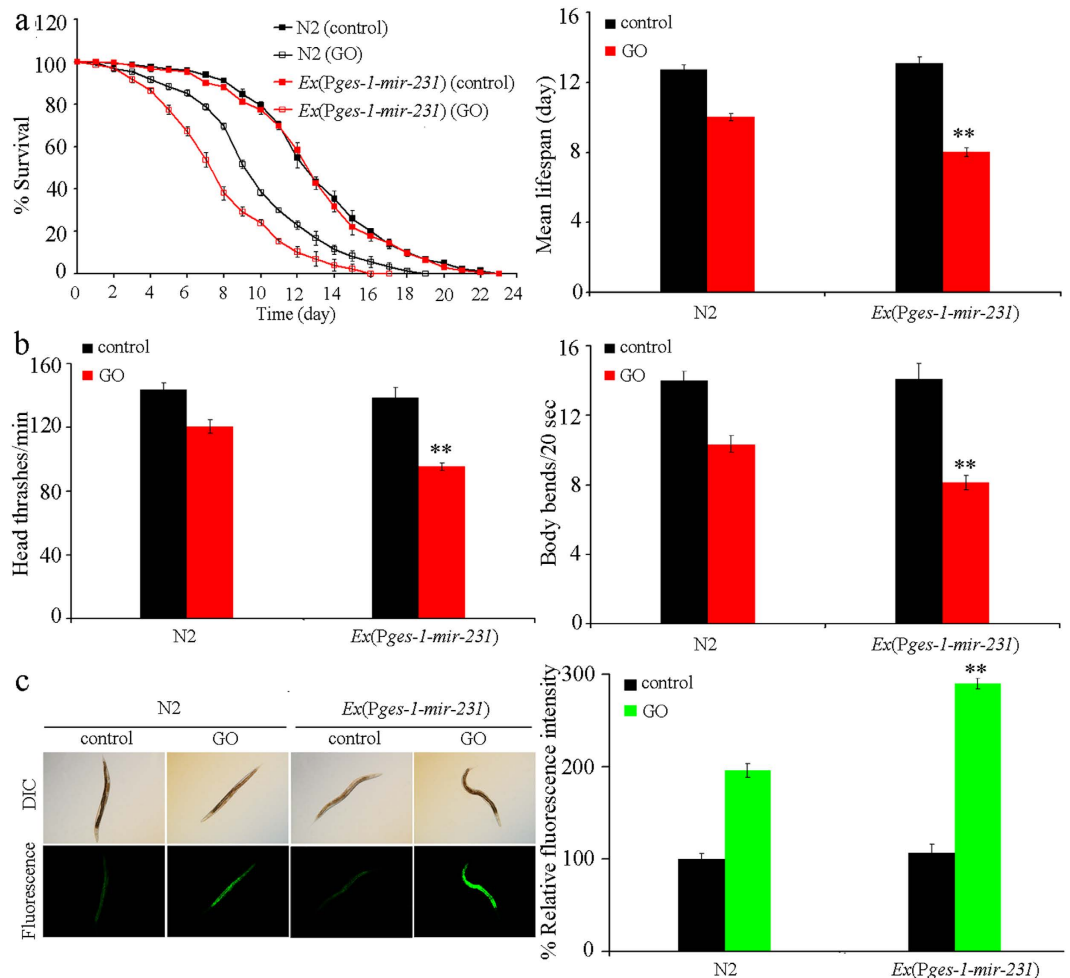 a
120
100
80
60
40
20
0
% Survival
0 2 4 6 8 10 12 14 16 18 20 22 24
Time (day)
N2 (control)
N2 (GO)
Ex(Pges-1-mir-231) (control)
Ex(Pges-1-mir-231) (GO)
16
12
8
4
0
Mean lifespan (day)
control
GO
**
N2 Ex(Pges-1-mir-231)
b
160
120
80
40
0
Head thrashes/min
control
GO
**
N2 Ex(Pges-1-mir-231)
16
12
8
4
0
Body bends/20 sec
control
GO
**
N2 Ex(Pges-1-mir-231)
c
N2 Ex(Pges-1-mir-231)
control GO control GO
DIC
Fluorescence
300
200
100
0
% Relative fluorescence intensity
control
GO
**
N2 Ex(Pges-1-mir-231)